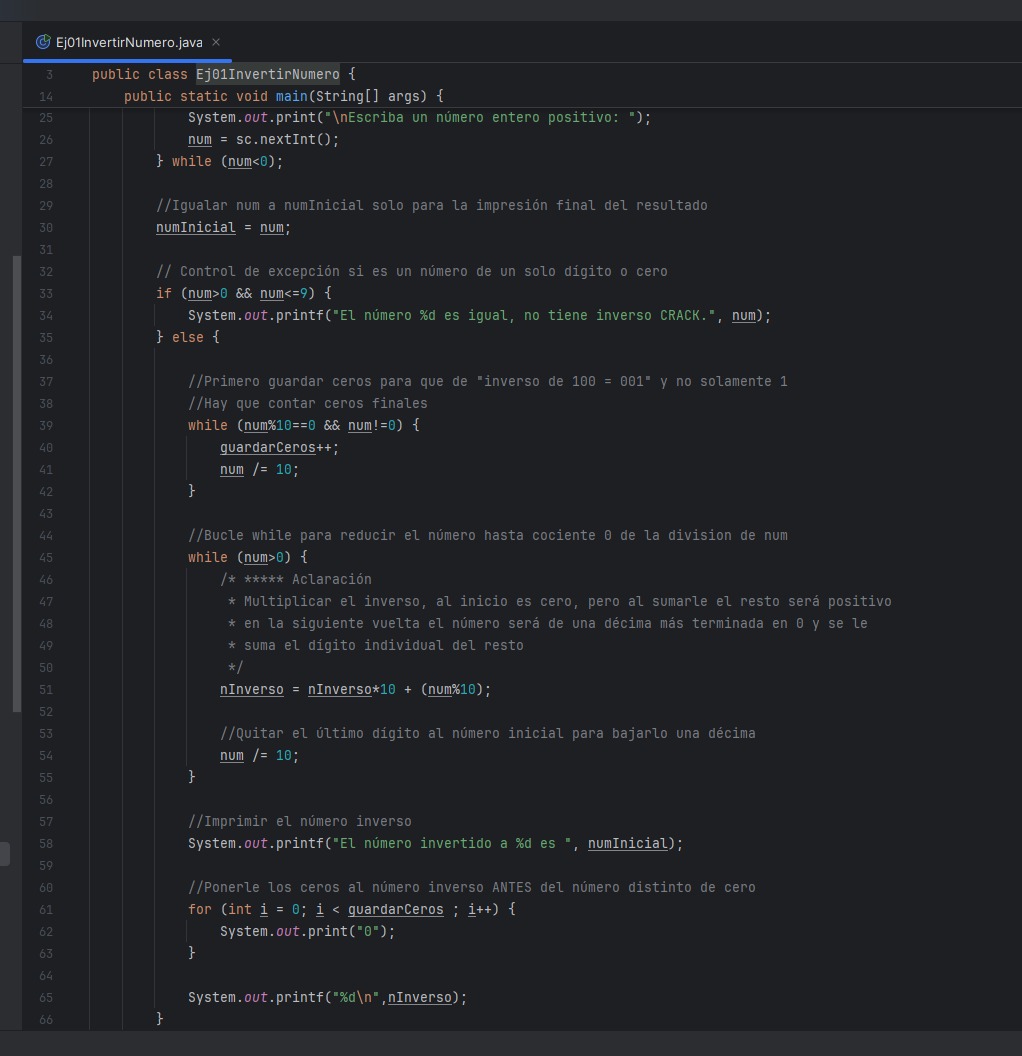 Ej01InvertirNumero.java ×
3 public class Ej01InvertirNumero {
14 public static void main(String[] args) {
25 System.out.print("\nEscriba un número entero positivo: ");
26 num = sc.nextInt();
27 } while (num<0);
28
29 //Igualar num a numInicial solo para la impresión final del resultado
30 numInicial = num;
31
32 // Control de excepción si es un número de un solo dígito o cero
33 if (num>0 && num<=9) {
34 System.out.printf("El número %d es igual, no tiene inverso CRACK.", num);
35 } else {
36
37 //Primero guardar ceros para que de "inverso de 100 = 001" y no solamente 1
38 //Hay que contar ceros finales
39 while (num%10==0 && num!=0) {
40 guardarCeros++;
41 num /= 10;
42 }
43
44 //Bucle while para reducir el número hasta cociente 0 de la division de num
45 while (num>0) {
46 /* ***** Aclaración
47 * Multiplicar el inverso, al inicio es cero, pero al sumarle el resto será positivo
48 * en la siguiente vuelta el número será de una décima más terminada en 0 y se le
49 * suma el dígito individual del resto
50 */
51 nInverso = nInverso*10 + (num%10);
52
53 //Quitar el último dígito al número inicial para bajarlo una décima
54 num /= 10;
55 }
56
57 //Imprimir el número inverso
58 System.out.printf("El número invertido a %d es ", numInicial);
59
60 //Ponerle los ceros al número inverso ANTES del número distinto de cero
61 for (int i = 0; i < guardarCeros ; i++) {
62 System.out.print("0");
63 }
64
65 System.out.printf("%d\n",nInverso);
66 }